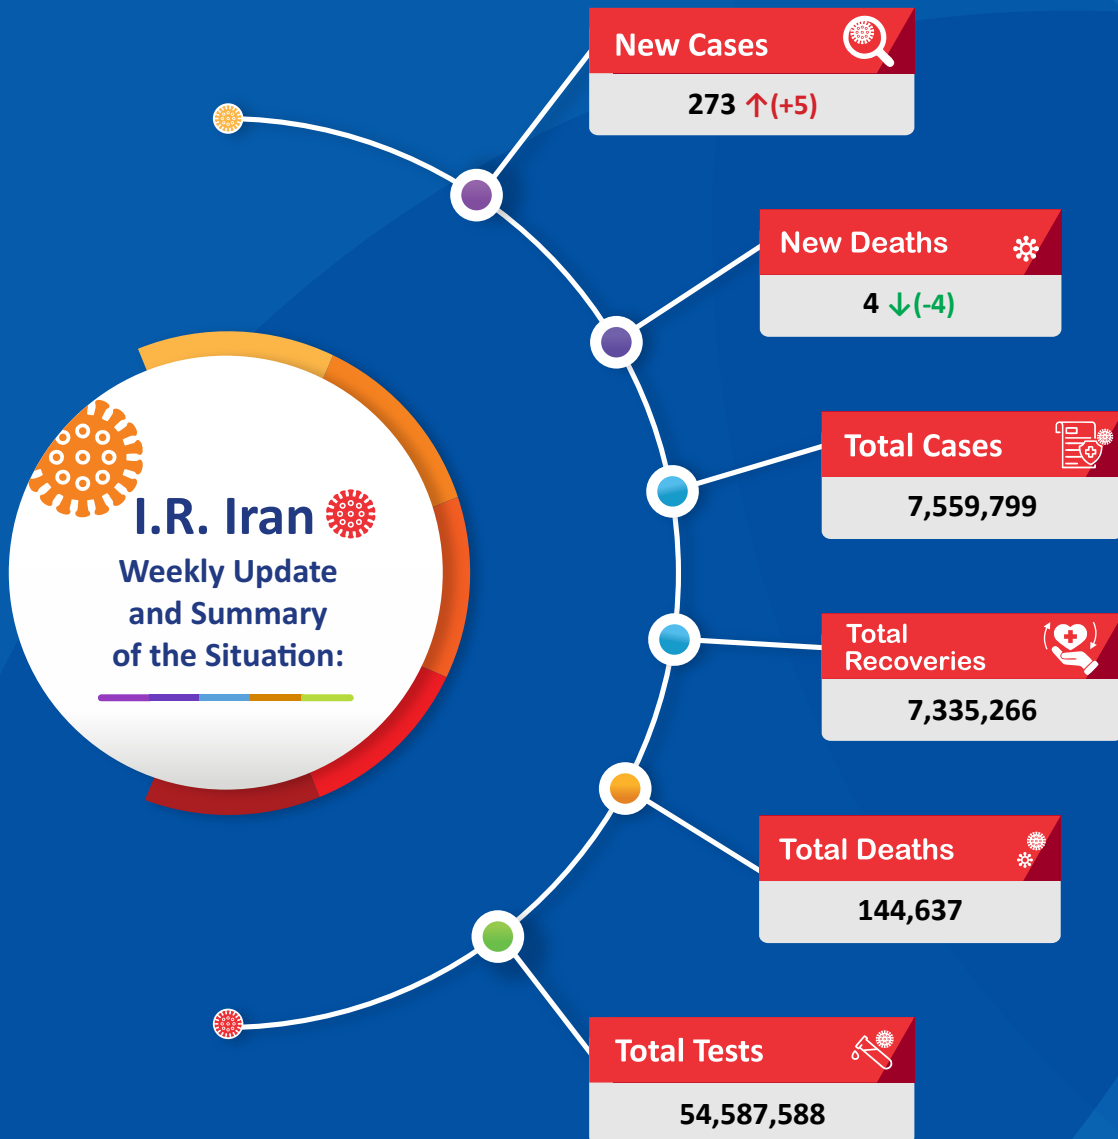 New Cases
273 ↑(+5)
New Deaths
4 ↓(-4)
Total Cases
7,559,799
I.R. Iran
Weekly Update
and Summary
of the Situation:
Total
Recoveries
7,335,266
Total Deaths
144,637
Total Tests
54,587,588